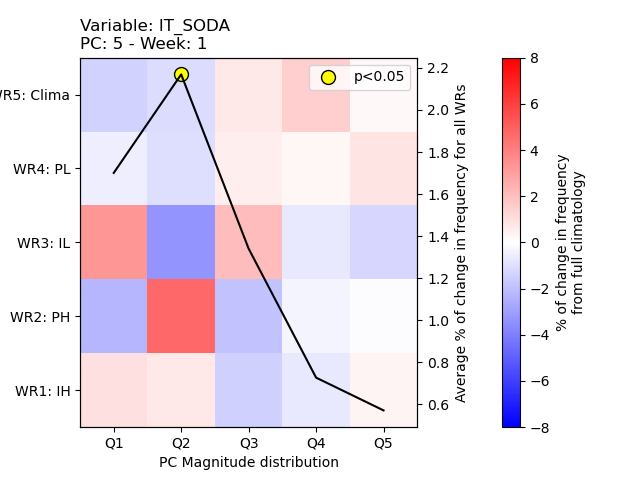 Variable: IT_SODA
PC: 5 - Week: 1
p<0.05
WR5: Clima
WR4: PL
WR3: IL
WR2: PH
WR1: IH
Q1 Q2 Q3 Q4 Q5
PC Magnitude distribution
2.2
2.0
1.8
1.6
1.4
1.2
1.0
0.8
0.6
Average % of change in frequency for all WRs
8
6
4
2
0
−2
−4
−6
−8
% of change in frequency
from full climatology